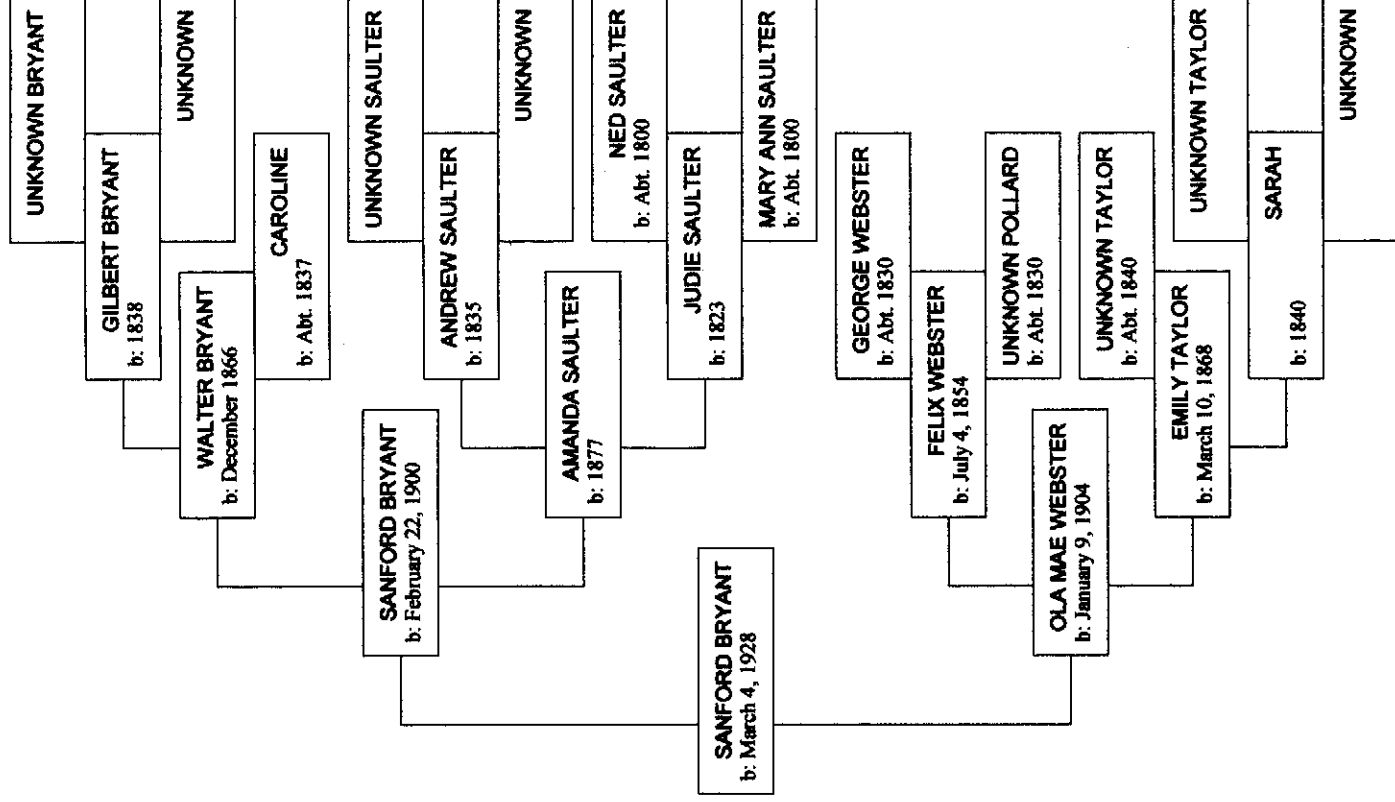 UNKNOWN BRYANT
GILBERT BRYANT
b: 1838
UNKNOWN
WALTER BRYANT
b: December 1866
CAROLINE
b: Abt. 1837
SANFORD BRYANT
b: February 22, 1900
UNKNOWN SAULTER
ANDREW SAULTER
b: 1835
UNKNOWN
AMANDA SAULTER
b: 1877
NED SAULTER
b: Abt. 1800
JUDIE SAULTER
b: 1823
MARY ANN SAULTER
b: Abt. 1800
SANFORD BRYANT
b: March 4, 1928
GEORGE WEBSTER
b: Abt. 1830
FELIX WEBSTER
b: July 4, 1854
UNKNOWN POLLARD
b: Abt. 1830
OLA MAE WEBSTER
b: January 9, 1904
UNKNOWN TAYLOR
b: Abt. 1840
EMILY TAYLOR
b: March 10, 1868
UNKNOWN TAYLOR
SARAH
b: 1840
UNKNOWN